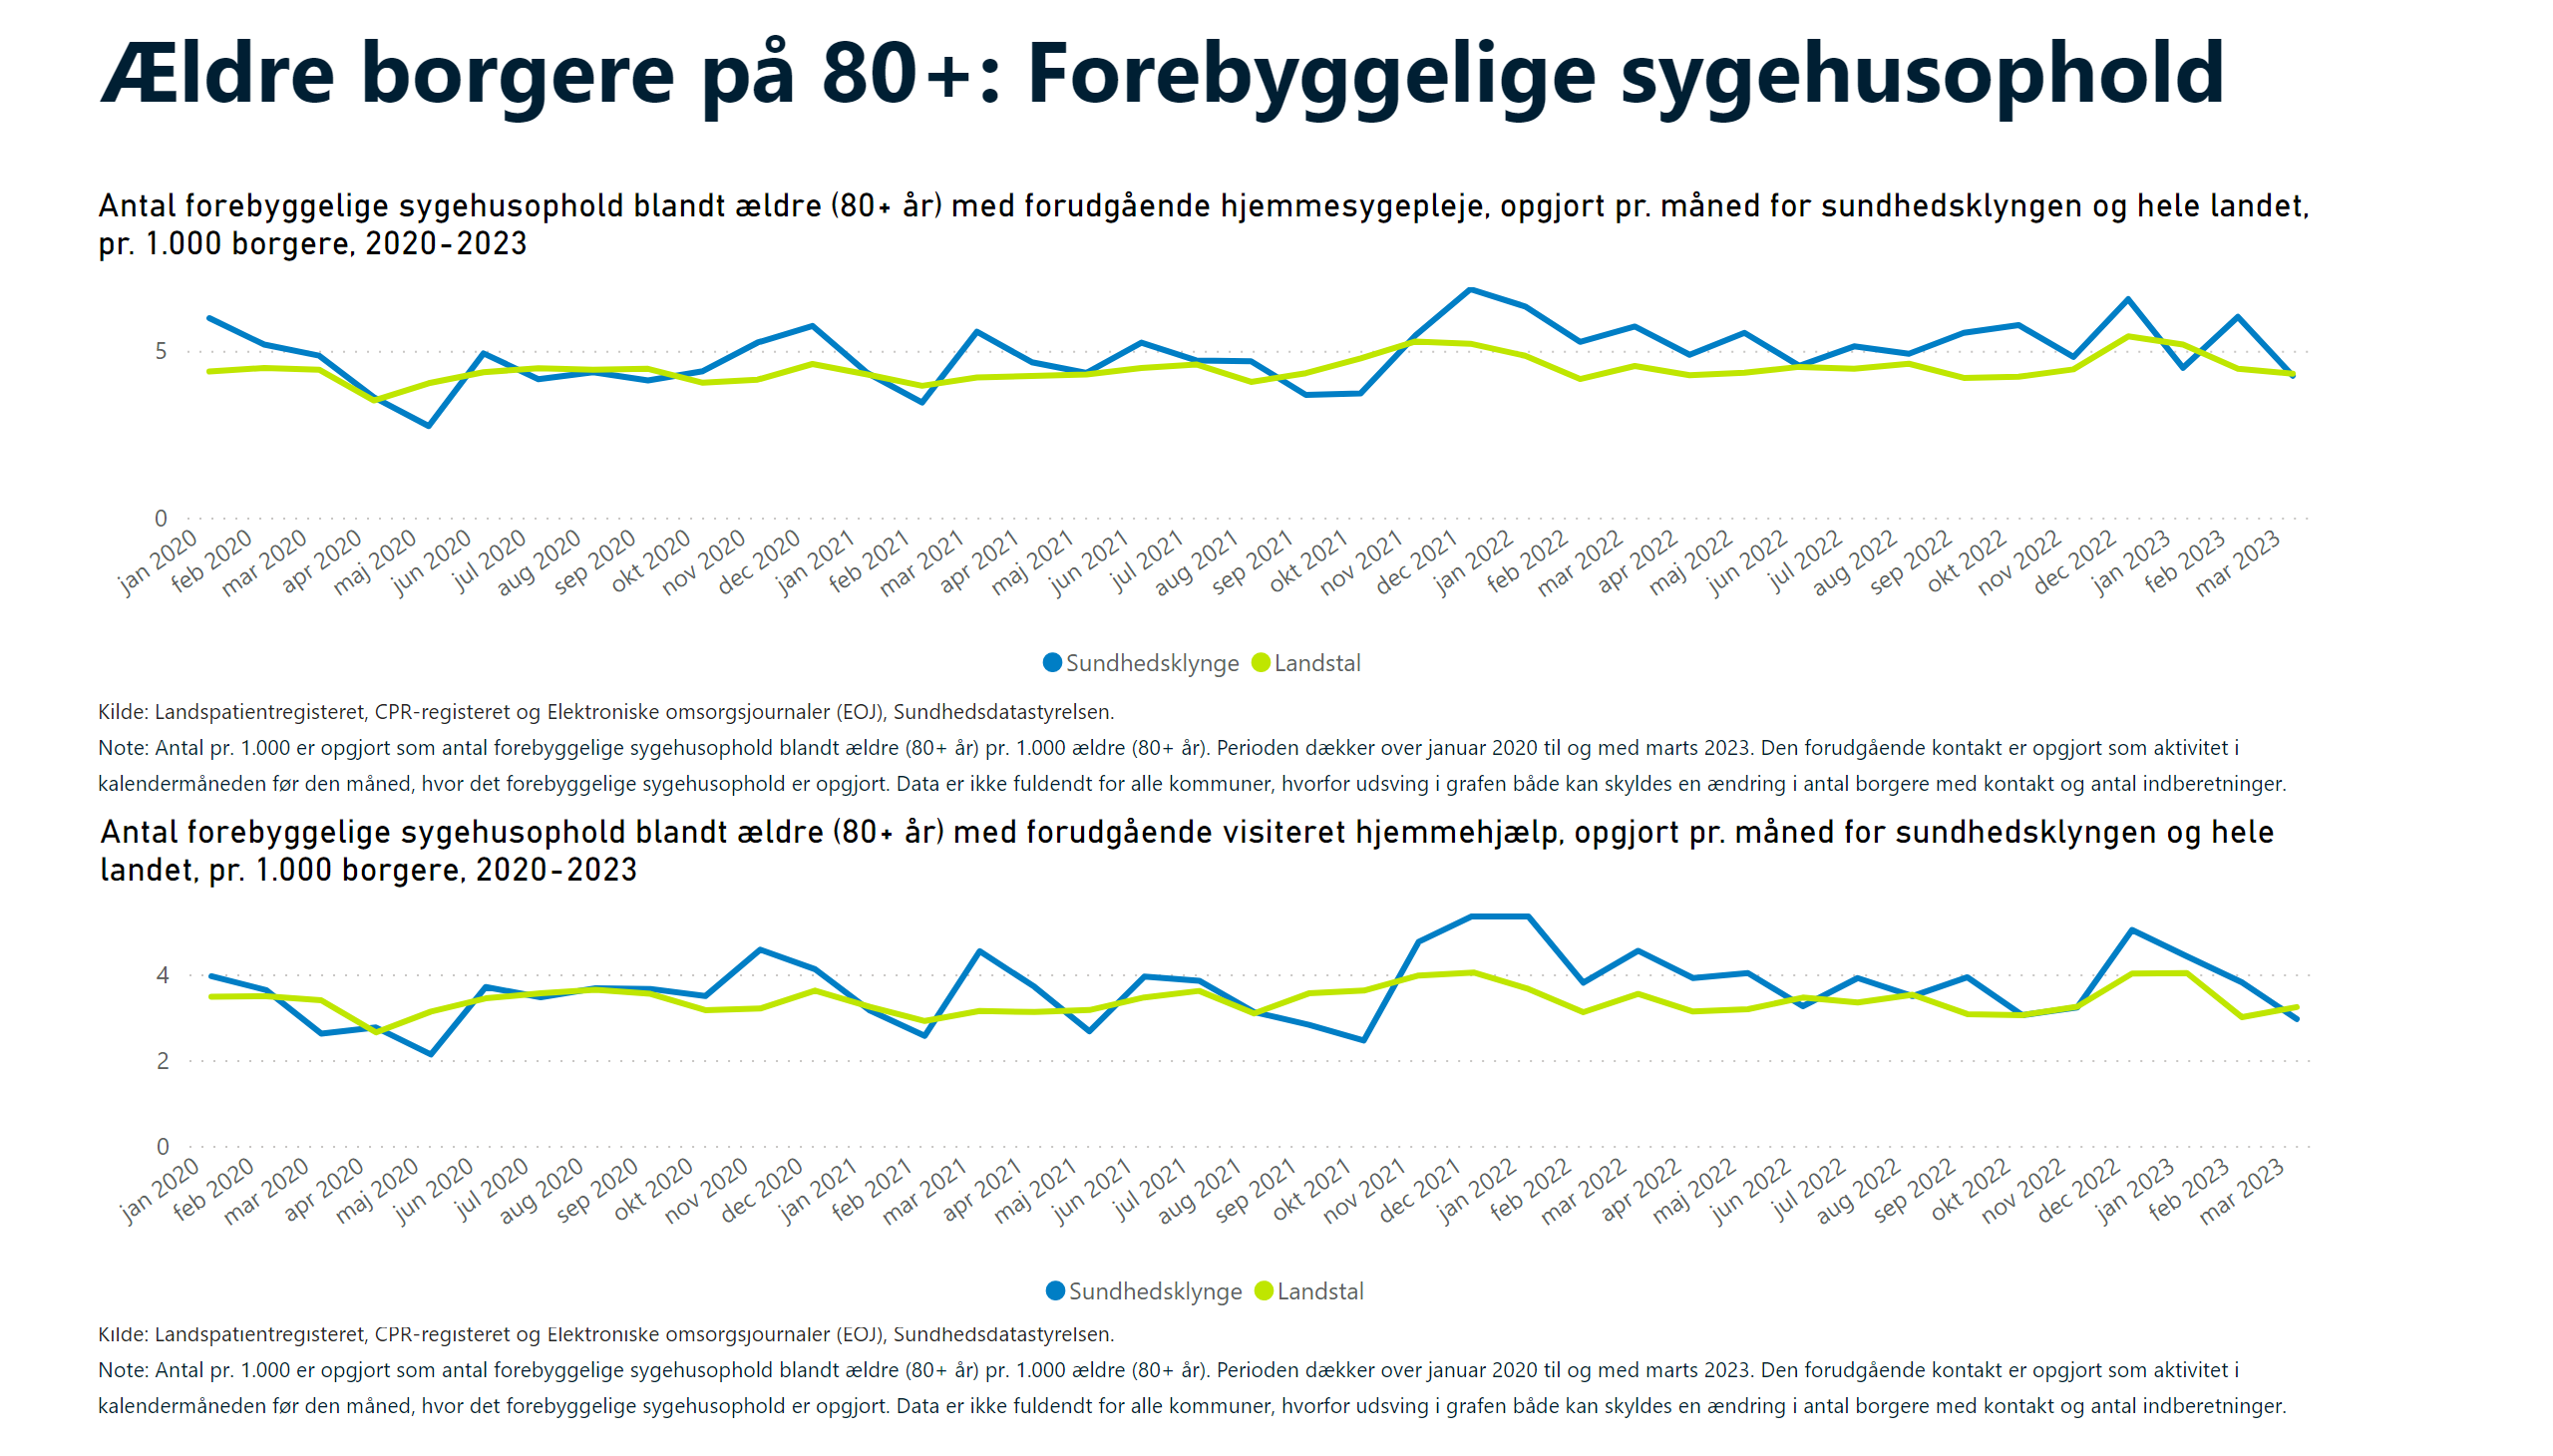 Ældre borgere på 80+: Forebyggelige sygehusophold
Antal forebyggelige sygehusophold blandt ældre (80+ år) med forudgående hjemmesygepleje, opgjort pr. måned for sundhedsklyngen og hele landet,
pr. 1.000 borgere, 2020-2023
5
0
jan 2020
feb 2020
mar 2020
apr 2020
maj 2020
jun 2020
jul 2020
aug 2020
sep 2020
okt 2020
nov 2020
dec 2020
jan 2021
feb 2021
mar 2021
apr 2021
maj 2021
jun 2021
jul 2021
aug 2021
sep 2021
okt 2021
nov 2021
dec 2021
jan 2022
feb 2022
mar 2022
apr 2022
maj 2022
jun 2022
jul 2022
aug 2022
sep 2022
okt 2022
nov 2022
dec 2022
jan 2023
feb 2023
mar 2023
Sundhedsklynge Landstal
Kilde: Landspatientregisteret, CPR-registeret og Elektroniske omsorgsjournaler (EOJ), Sundhedsdatastyrelsen.
Note: Antal pr. 1.000 er opgjort som antal forebyggelige sygehusophold blandt ældre (80+ år) pr. 1.000 ældre (80+ år). Perioden dækker over januar 2020 til og med marts 2023. Den forudgående kontakt er opgjort som aktivitet i
kalendermåneden før den måned, hvor det forebyggelige sygehusophold er opgjort. Data er ikke fuldendt for alle kommuner, hvorfor udsving i grafen både kan skyldes en ændring i antal borgere med kontakt og antal indberetninger.
Antal forebyggelige sygehusophold blandt ældre (80+ år) med forudgående visiteret hjemmehjælp, opgjort pr. måned for sundhedsklyngen og hele
landet, pr. 1.000 borgere, 2020-2023
4
2
0
jan 2020
feb 2020
mar 2020
apr 2020
maj 2020
jun 2020
jul 2020
aug 2020
sep 2020
okt 2020
nov 2020
dec 2020
jan 2021
feb 2021
mar 2021
apr 2021
maj 2021
jun 2021
jul 2021
aug 2021
sep 2021
okt 2021
nov 2021
dec 2021
jan 2022
feb 2022
mar 2022
apr 2022
maj 2022
jun 2022
jul 2022
aug 2022
sep 2022
okt 2022
nov 2022
dec 2022
jan 2023
feb 2023
mar 2023
Sundhedsklynge Landstal
Kilde: Landspatientregisteret, CPR-registeret og Elektroniske omsorgsjournaler (EOJ), Sundhedsdatastyrelsen.
Note: Antal pr. 1.000 er opgjort som antal forebyggelige sygehusophold blandt ældre (80+ år) pr. 1.000 ældre (80+ år). Perioden dækker over januar 2020 til og med marts 2023. Den forudgående kontakt er opgjort som aktivitet i
kalendermåneden før den måned, hvor det forebyggelige sygehusophold er opgjort. Data er ikke fuldendt for alle kommuner, hvorfor udsving i grafen både kan skyldes en ændring i antal borgere med kontakt og antal indberetninger.